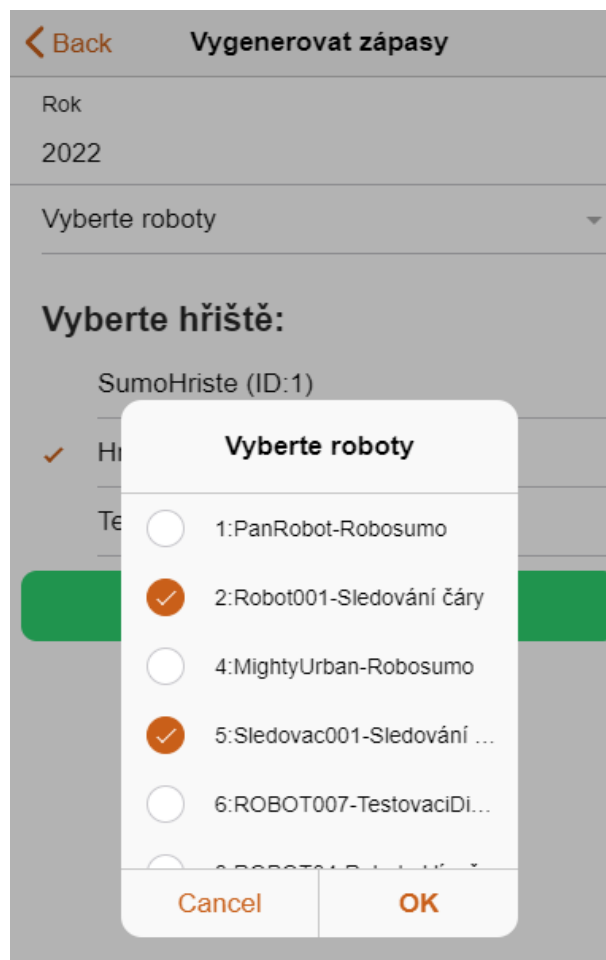 Back
Vygenerovat zápasy
Rok
2022
Vyberte roboty
Vyberte hřiště:
SumoHriste (ID:1)
Vyberte roboty
1:PanRobot-Robosumo
2:Robot001-Sledování čáry
4:MightyUrban-Robosumo
5:Sledovac001-Sledování ...
6:ROBOT007-TestovaciDi...
Cancel
OK